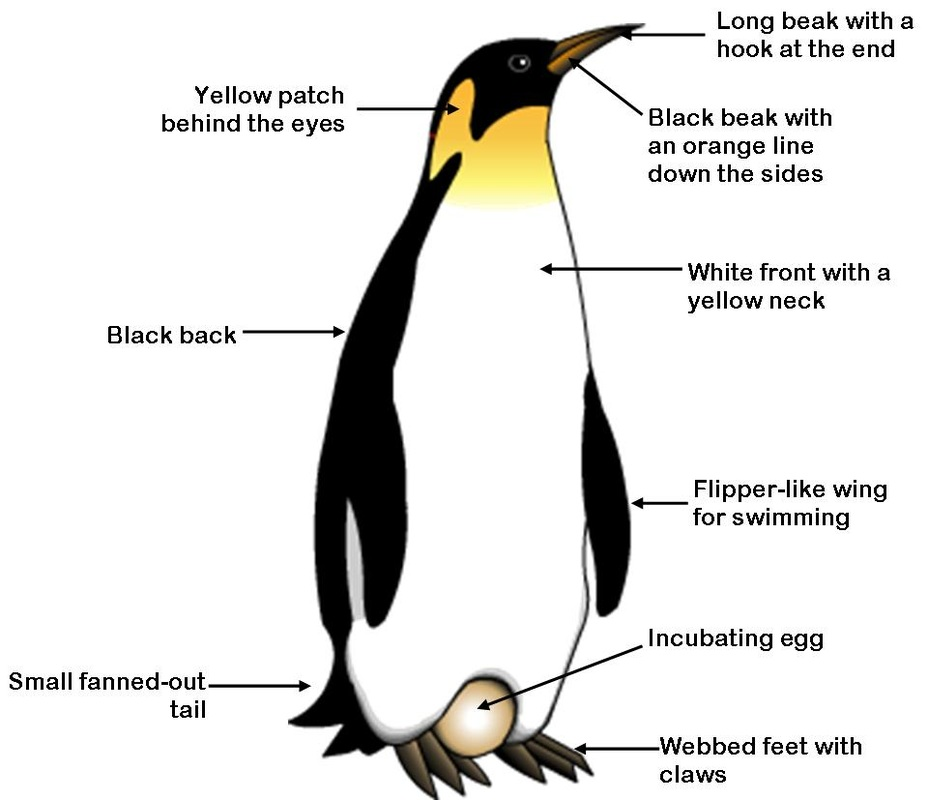 Long beak with a
hook at the end
Yellow patch
behind the eyes
Black beak with
an orange line
down the sides
White front with a
yellow neck
Black back
Flipper-like wing
for swimming
Incubating egg
Small fanned-out
tail
Webbed feet with
claws